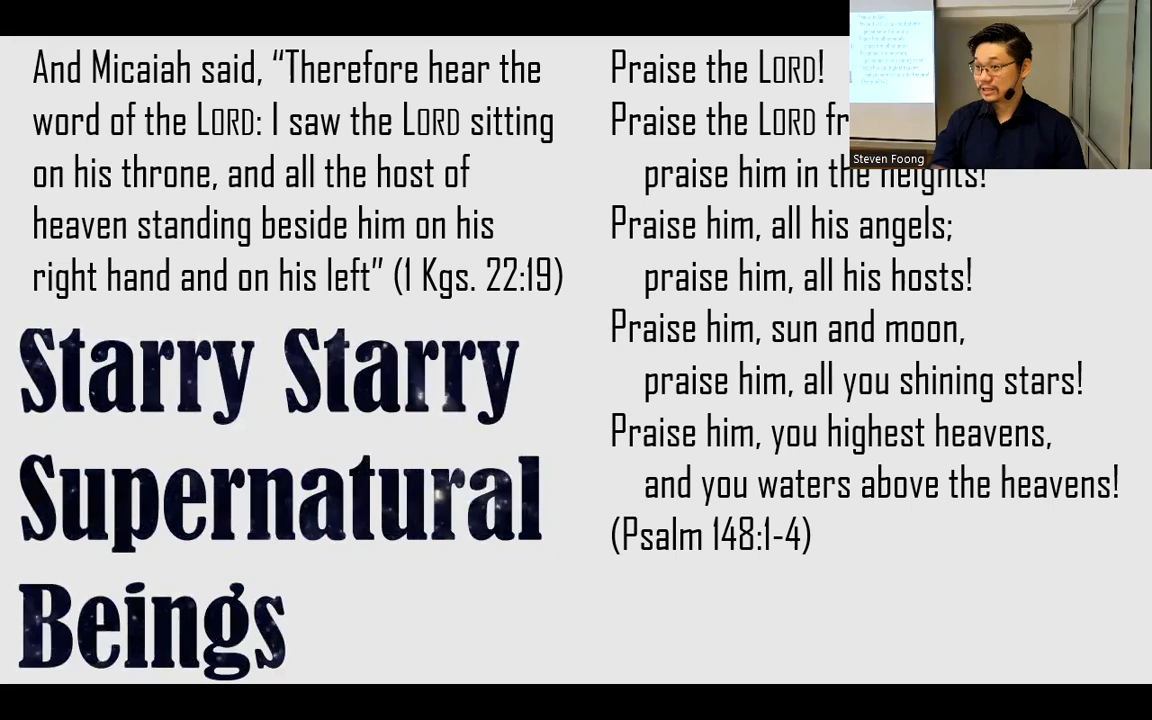 And Micaiah said, “Therefore hear the
word of the LORD: I saw the LORD sitting
on his throne, and all the host of
heaven standing beside him on his
right hand and on his left” (1 Kgs. 22:19)
Starry Starry
Supernatural
Beings
Praise the LORD!
Praise the LORD fr
praise him in the heights!
Praise him, all his angels;
praise him, all his hosts!
Praise him, sun and moon,
praise him, all you shining stars!
Praise him, you highest heavens,
and you waters above the heavens!
(Psalm 148:1-4)
Steven Foong